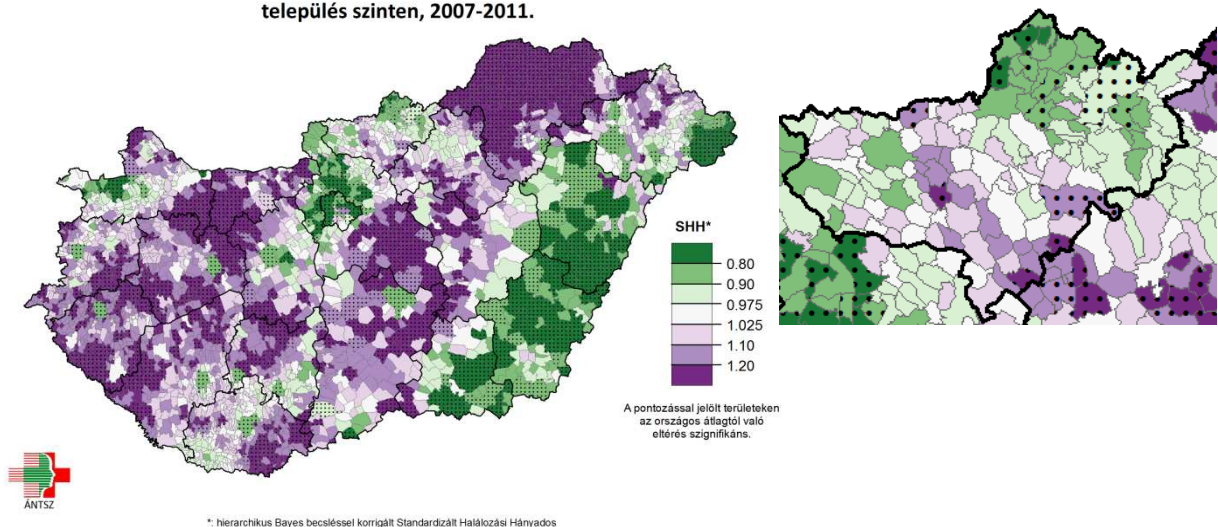 település szinten, 2007-2011.
SHH*
0.80
0.90
0.975
1.025
1.10
1.20
A pontozással jelölt területeken
az országos átlagtól való
eltérés szignifikáns.
ÁNTSZ
*: hierarchikus Bayes becsléssel korrigált Standardizált Halálozási Hányados